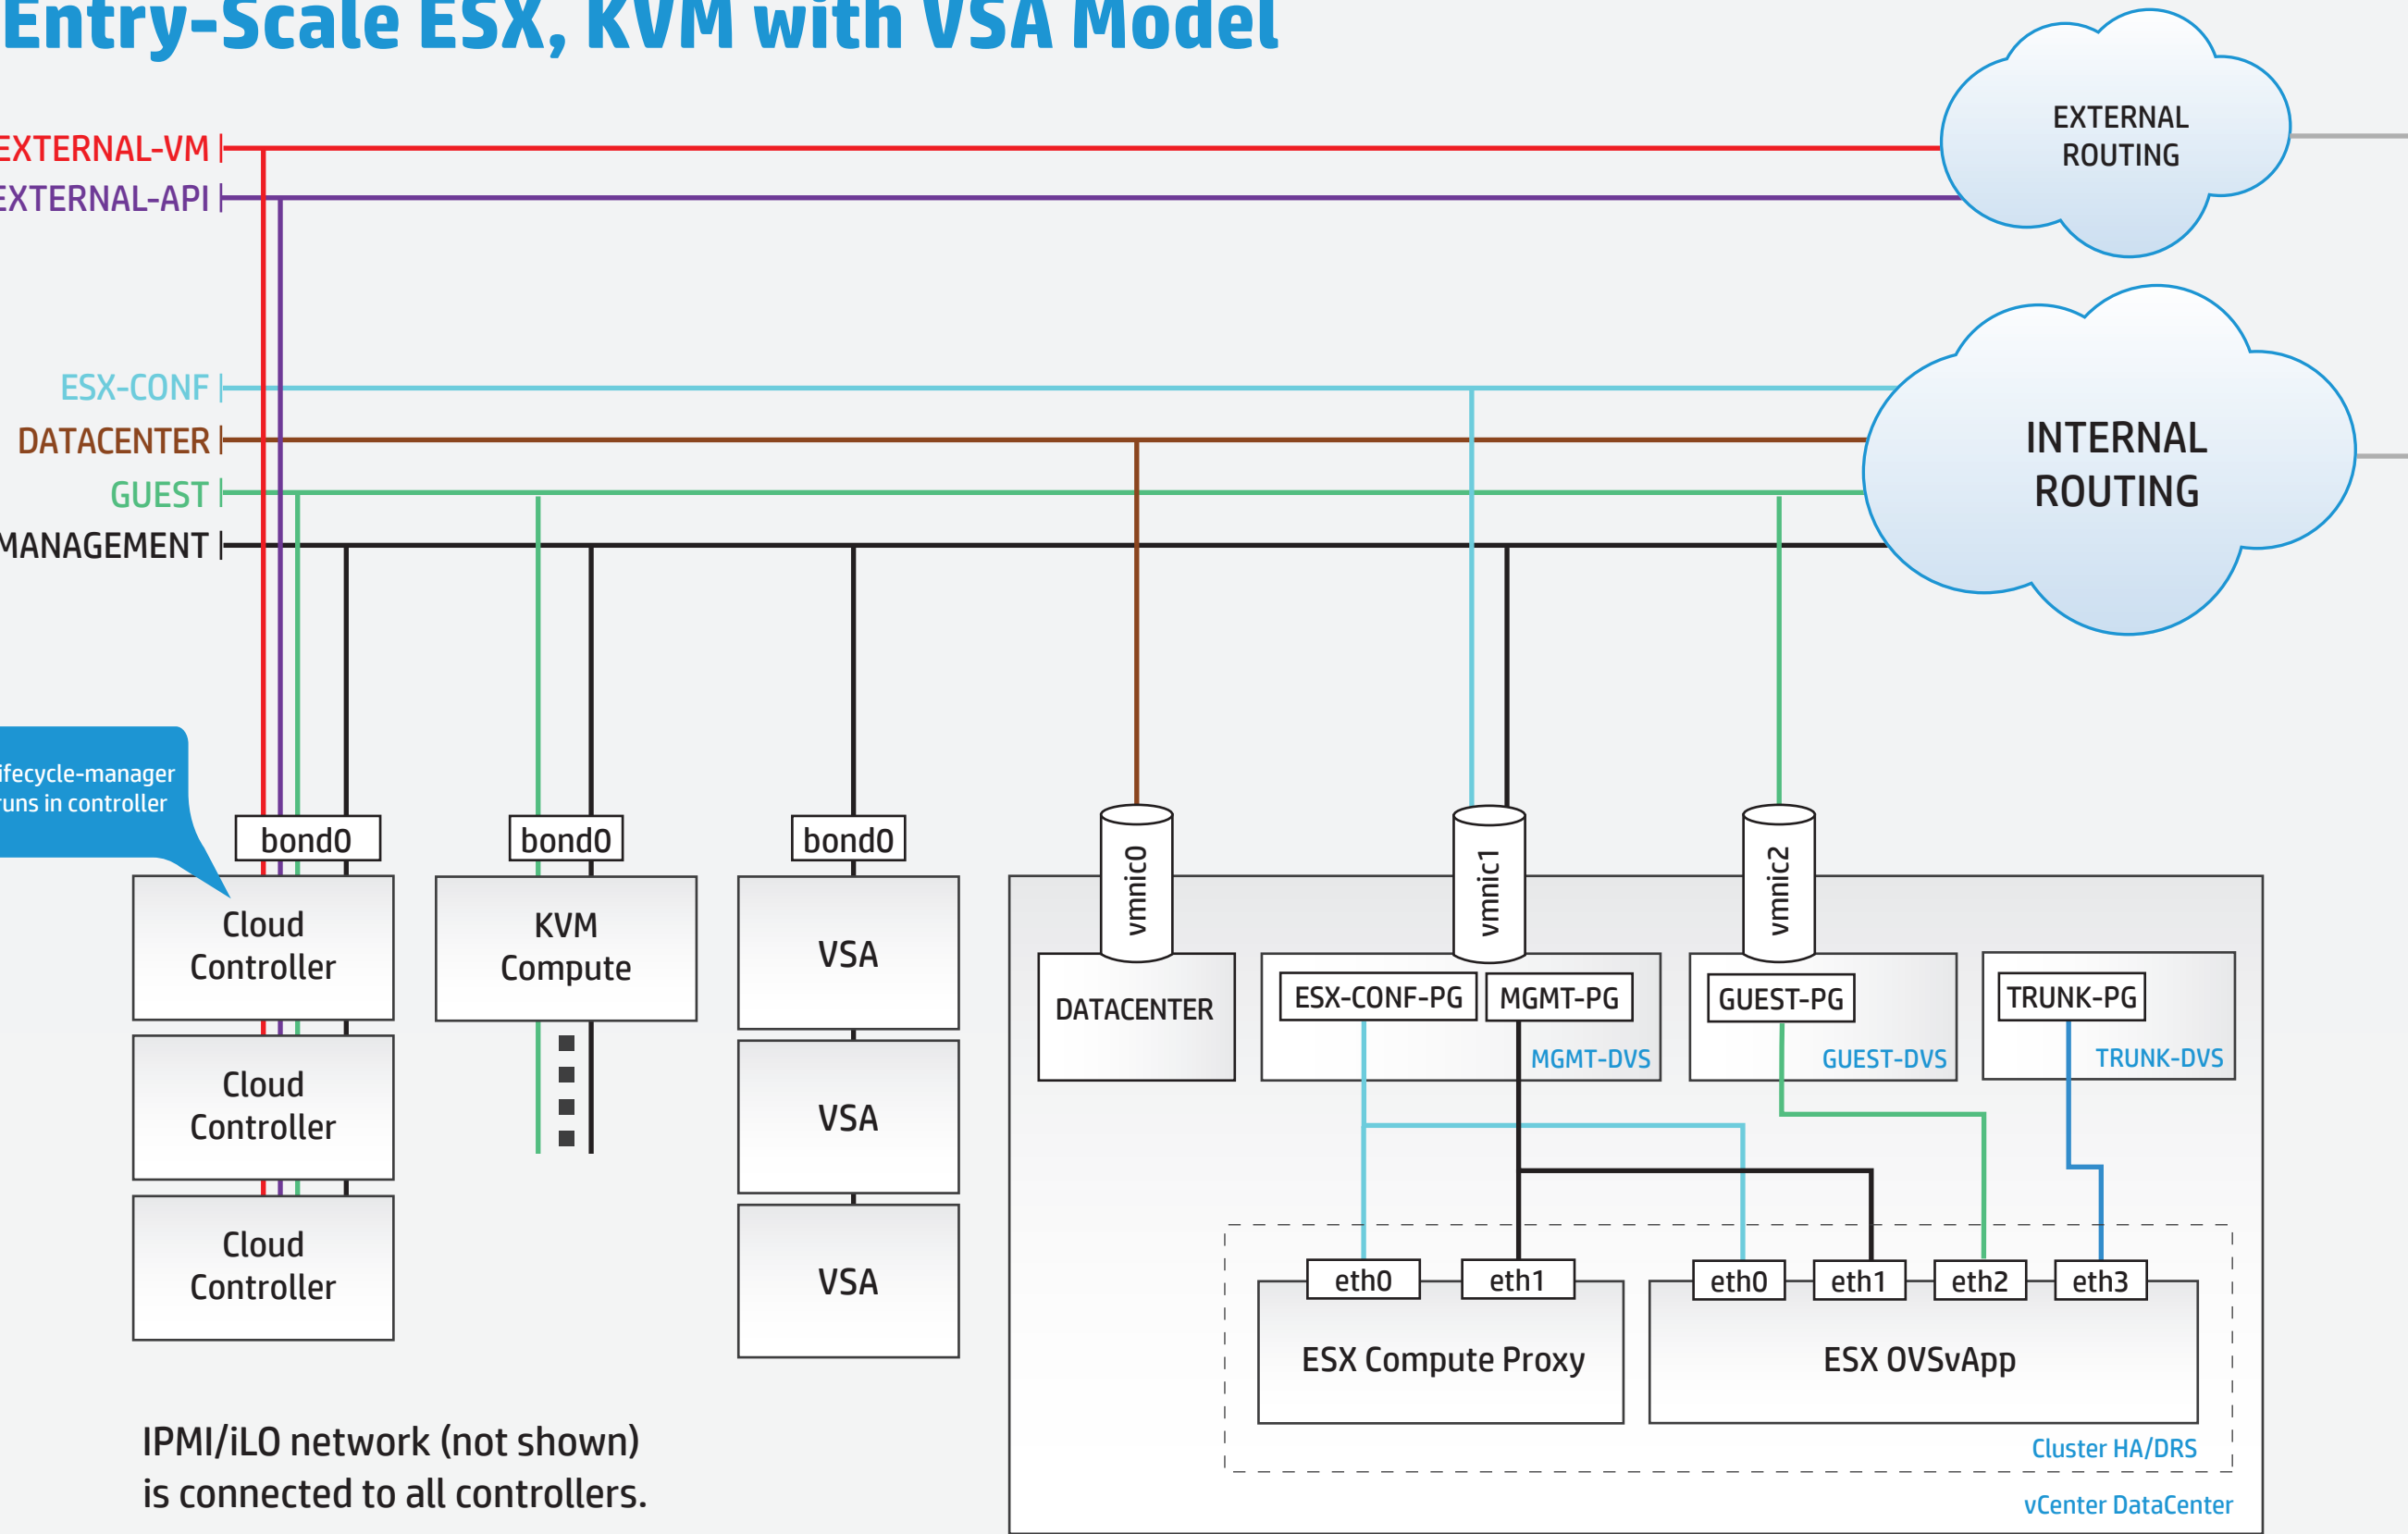 Entry-Scale ESX, KVM with VSA Model
EXTERNAL
ROUTING
EXTERNAL-VM
EXTERNAL-API
ESX-CONF
DATACENTER
GUEST
MANAGEMENT
INTERNAL
ROUTING
ifecycle-manager
runs in controller
bond0
bond0
bond0
vmnic0
vmnic1
vmnic2
Cloud
Controller
KVM
Compute
VSA
DATACENTER
ESX-CONF-PG
MGMT-PG
MGMT-DVS
GUEST-PG
GUEST-DVS
TRUNK-PG
TRUNK-DVS
Cloud
Controller
VSA
Cloud
Controller
VSA
eth0
eth1
eth0
eth1
eth2
eth3
ESX Compute Proxy
ESX OVSvApp
Cluster HA/DRS
vCenter DataCenter
IPMI/iLO network (not shown)
is connected to all controllers.